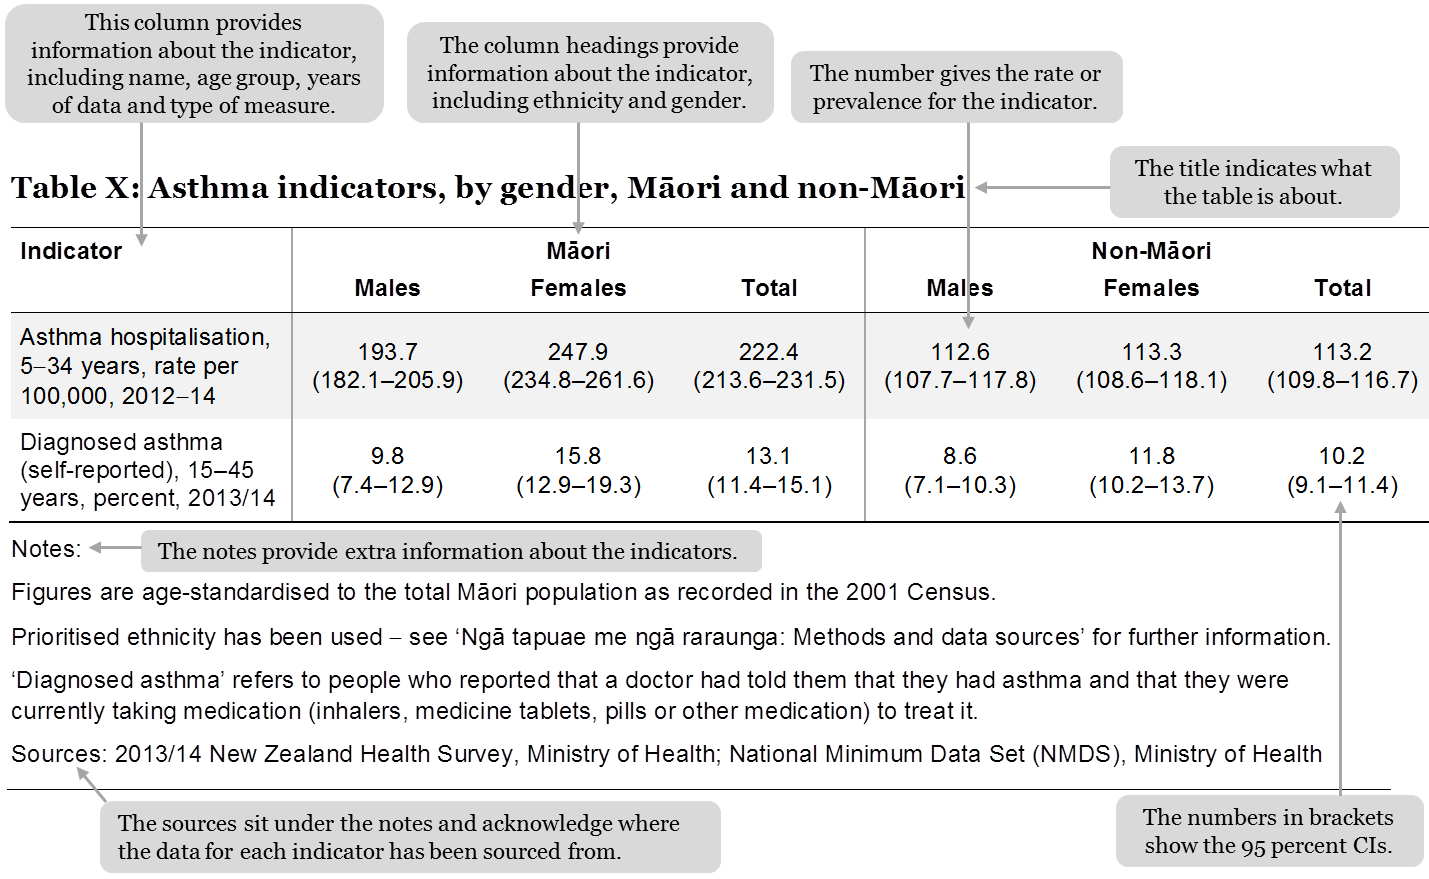 This column provides
information about the indicator,
including name, age group, years
of data and type of measure.
The column headings provide
information about the indicator,
including ethnicity and gender.
The number gives the rate or
prevalence for the indicator.
The title indicates what
the table is about.
Table X: Asthma indicators, by gender, Māori and non-Māori
Indicator Māori Non-Māori
Males Females Total Males Females Total
Asthma hospitalisation,
5–34 years, rate per
100,000, 2012–14
193.7 247.9 222.4 112.6 113.3 113.2
(182.1–205.9) (234.8–261.6) (213.6–231.5) (107.7–117.8) (108.6–118.1) (109.8–116.7)
Diagnosed asthma
(self-reported), 15–45
years, percent, 2013/14
9.8 15.8 13.1 8.6 11.8 10.2
(7.4–12.9) (12.9–19.3) (11.4–15.1) (7.1–10.3) (10.2–13.7) (9.1–11.4)
Notes:
The notes provide extra information about the indicators.
Figures are age-standardised to the total Māori population as recorded in the 2001 Census.
Prioritised ethnicity has been used – see ‘Ngā tapuae me ngā raraunga: Methods and data sources’ for further information.
‘Diagnosed asthma’ refers to people who reported that a doctor had told them that they had asthma and that they were
currently taking medication (inhalers, medicine tablets, pills or other medication) to treat it.
Sources: 2013/14 New Zealand Health Survey, Ministry of Health; National Minimum Data Set (NMDS), Ministry of Health
The sources sit under the notes and acknowledge where
the data for each indicator has been sourced from.
The numbers in brackets
show the 95 percent CIs.